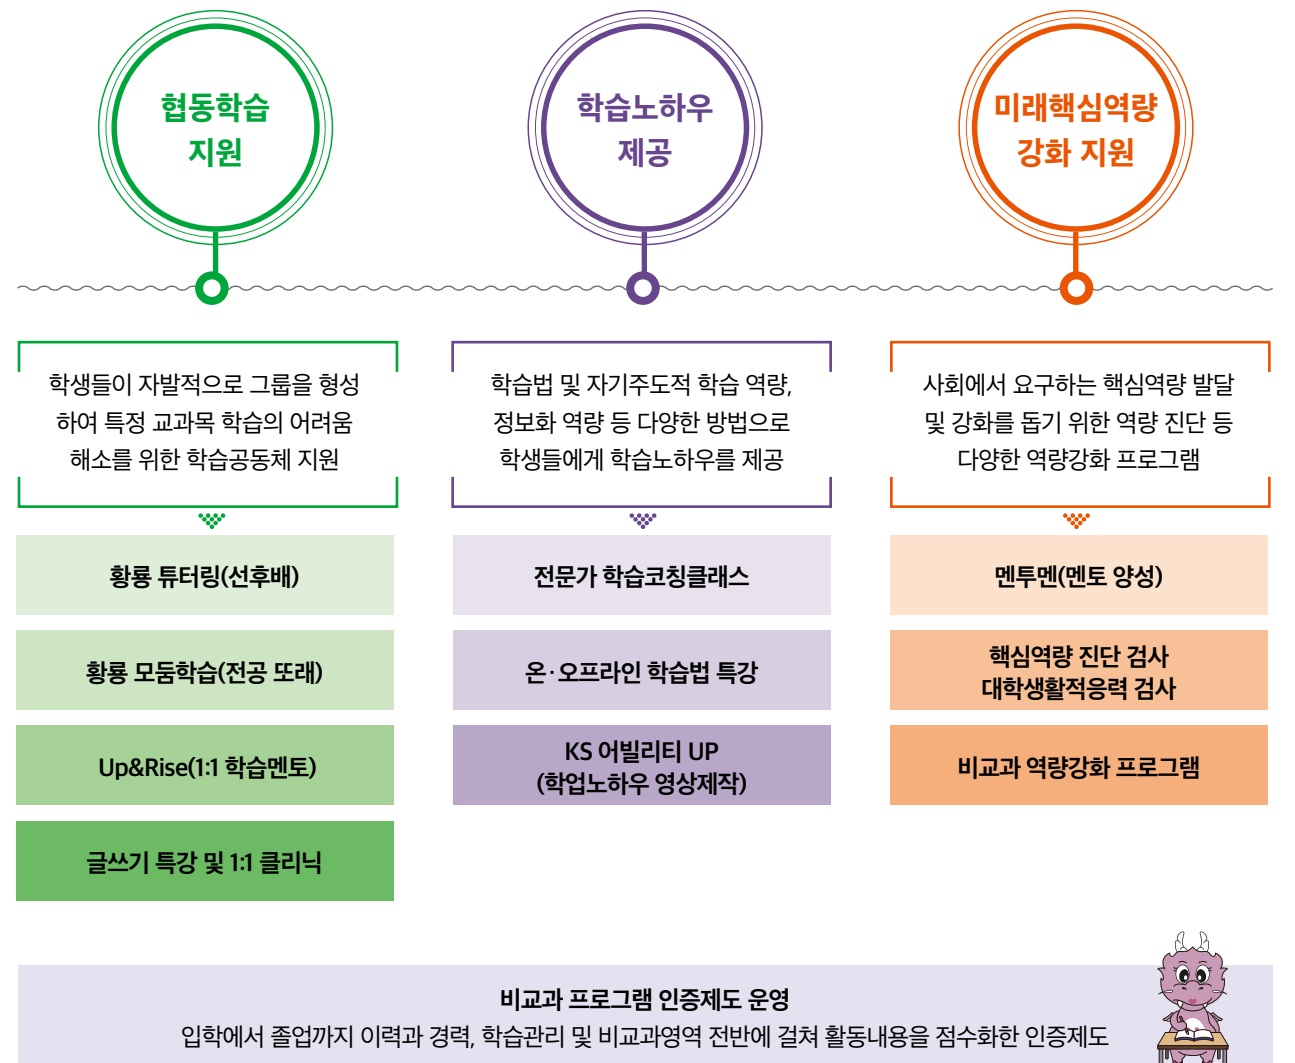 협동학습
지원
학습노하우
제공
미래핵심역량
강화 지원
학생들이 자발적으로 그룹을 형성
하여 특정 교과목 학습의 어려움
해소를 위한 학습공동체 지원
학습법 및 자기주도적 학습 역량,
정보화 역량 등 다양한 방법으로
학생들에게 학습노하우를 제공
사회에서 요구하는 핵심역량 발달
및 강화를 돕기 위한 역량 진단 등
다양한 역량강화 프로그램
황룡 튜터링(선후배)
황룡 모둠학습(전공 또래)
Up&Rise(1:1 학습멘토)
글쓰기 특강 및 1:1 클리닉
전문가 학습코칭클래스
온·오프라인 학습법 특강
KS 어빌리티 UP
(학업노하우 영상제작)
멘투멘(멘토 양성)
핵심역량 진단 검사
대학생활적응력 검사
비교과 역량강화 프로그램
비교과 프로그램 인증제도 운영
입학에서 졸업까지 이력과 경력, 학습관리 및 비교과영역 전반에 걸쳐 활동내용을 점수화한 인증제도